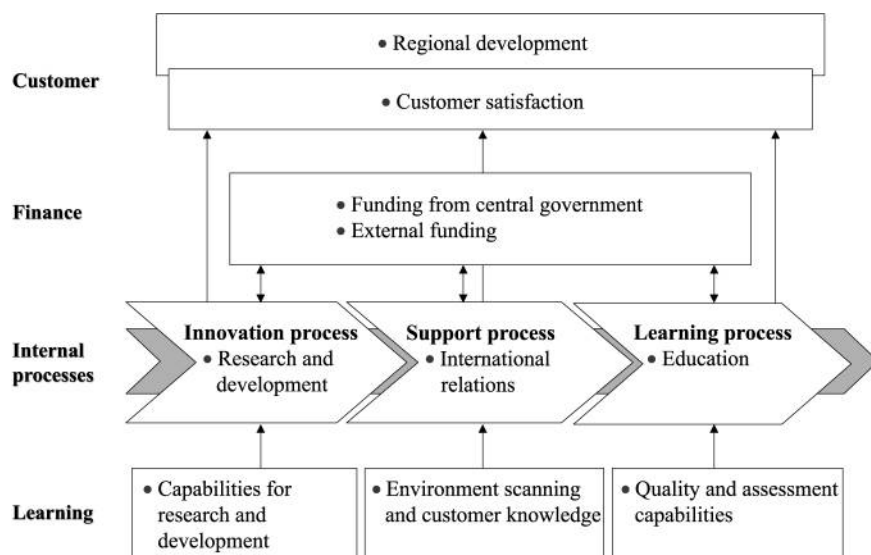 • Regional development
Customer
• Customer satisfaction
Finance
• Funding from central government
• External funding
Internal
processes
Innovation process
• Research and
development
Support process
• International
relations
Learning process
• Education
Learning
• Capabilities for
research and
development
• Environment scanning
and customer knowledge
• Quality and assessment
capabilities